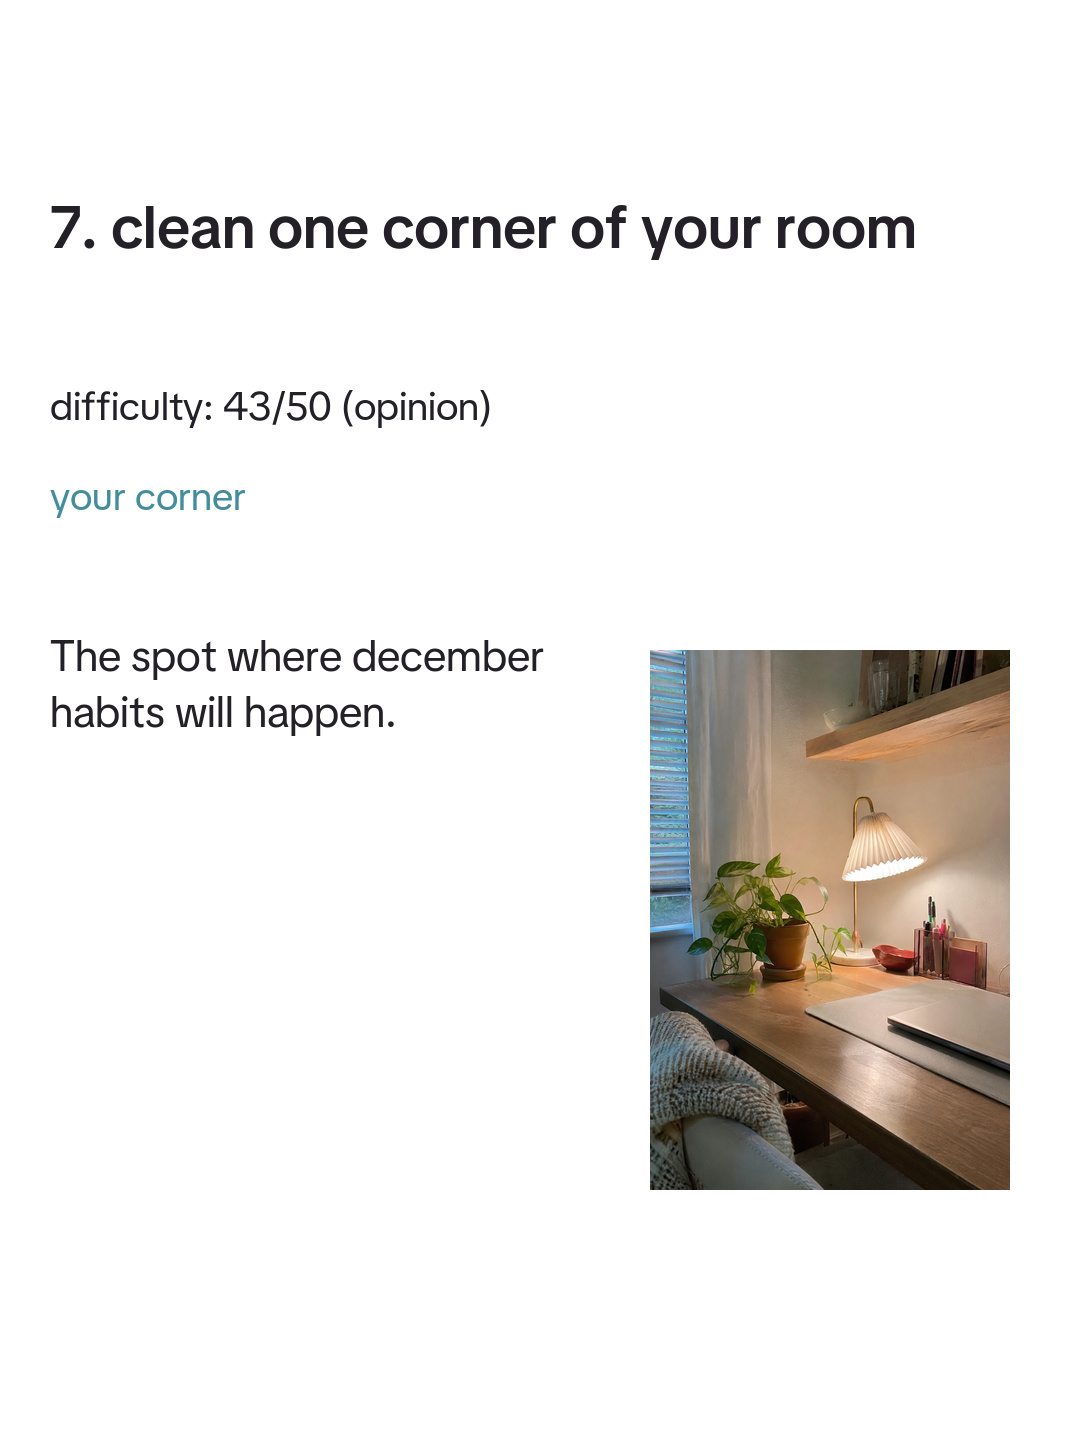 7. clean one corner of your room
difficulty: 43/50 (opinion)
your corner
The spot where december
habits will happen.